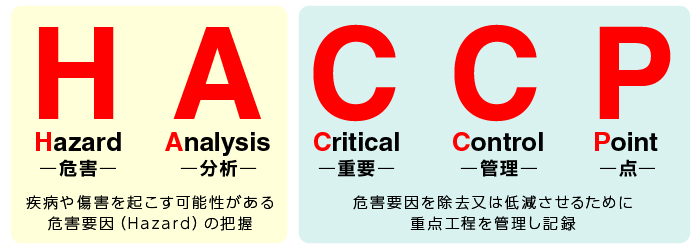 HA
Hazard Analysis
―危害― ―分析―
疾病や傷害を起こす可能性がある
危害要因(Hazard)の把握
CCP
Critical Control Point
―重要― ―管理― ―点―
危害要因を除去又は低減させるために
重点工程を管理し記録